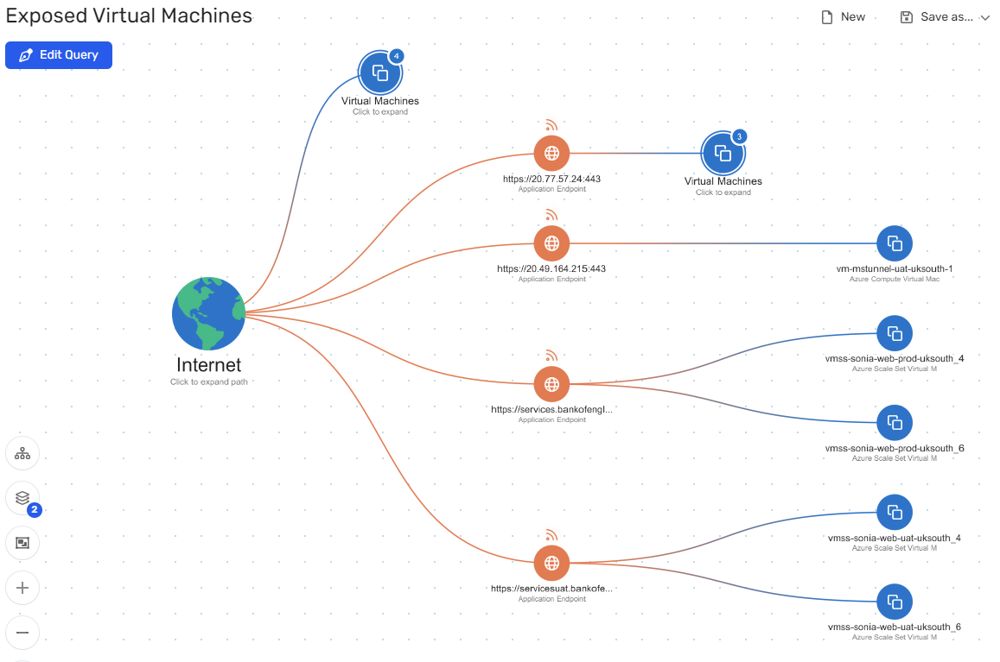 Exposed Virtual Machines
New
Save as...
Edit Query
4
Virtual Machines
Click to expand
https://20.77.57.24:443
Application Endpoint
3
Virtual Machines
Click to expand
https://20.49.164.215:443
Application Endpoint
vm-mstunnel-uat-uksouth-1
Azure Compute Virtual Mac
Internet
Click to expand path
vmss-sonia-web-prod-uksouth_4
Azure Scale Set Virtual M
https://services.bankofengl...
Application Endpoint
vmss-sonia-web-prod-uksouth_6
Azure Scale Set Virtual M
2
vmss-sonia-web-uat-uksouth_4
Azure Scale Set Virtual M
https://servicesuat.bankofe...
Application Endpoint
vmss-sonia-web-uat-uksouth_6
Azure Scale Set Virtual M